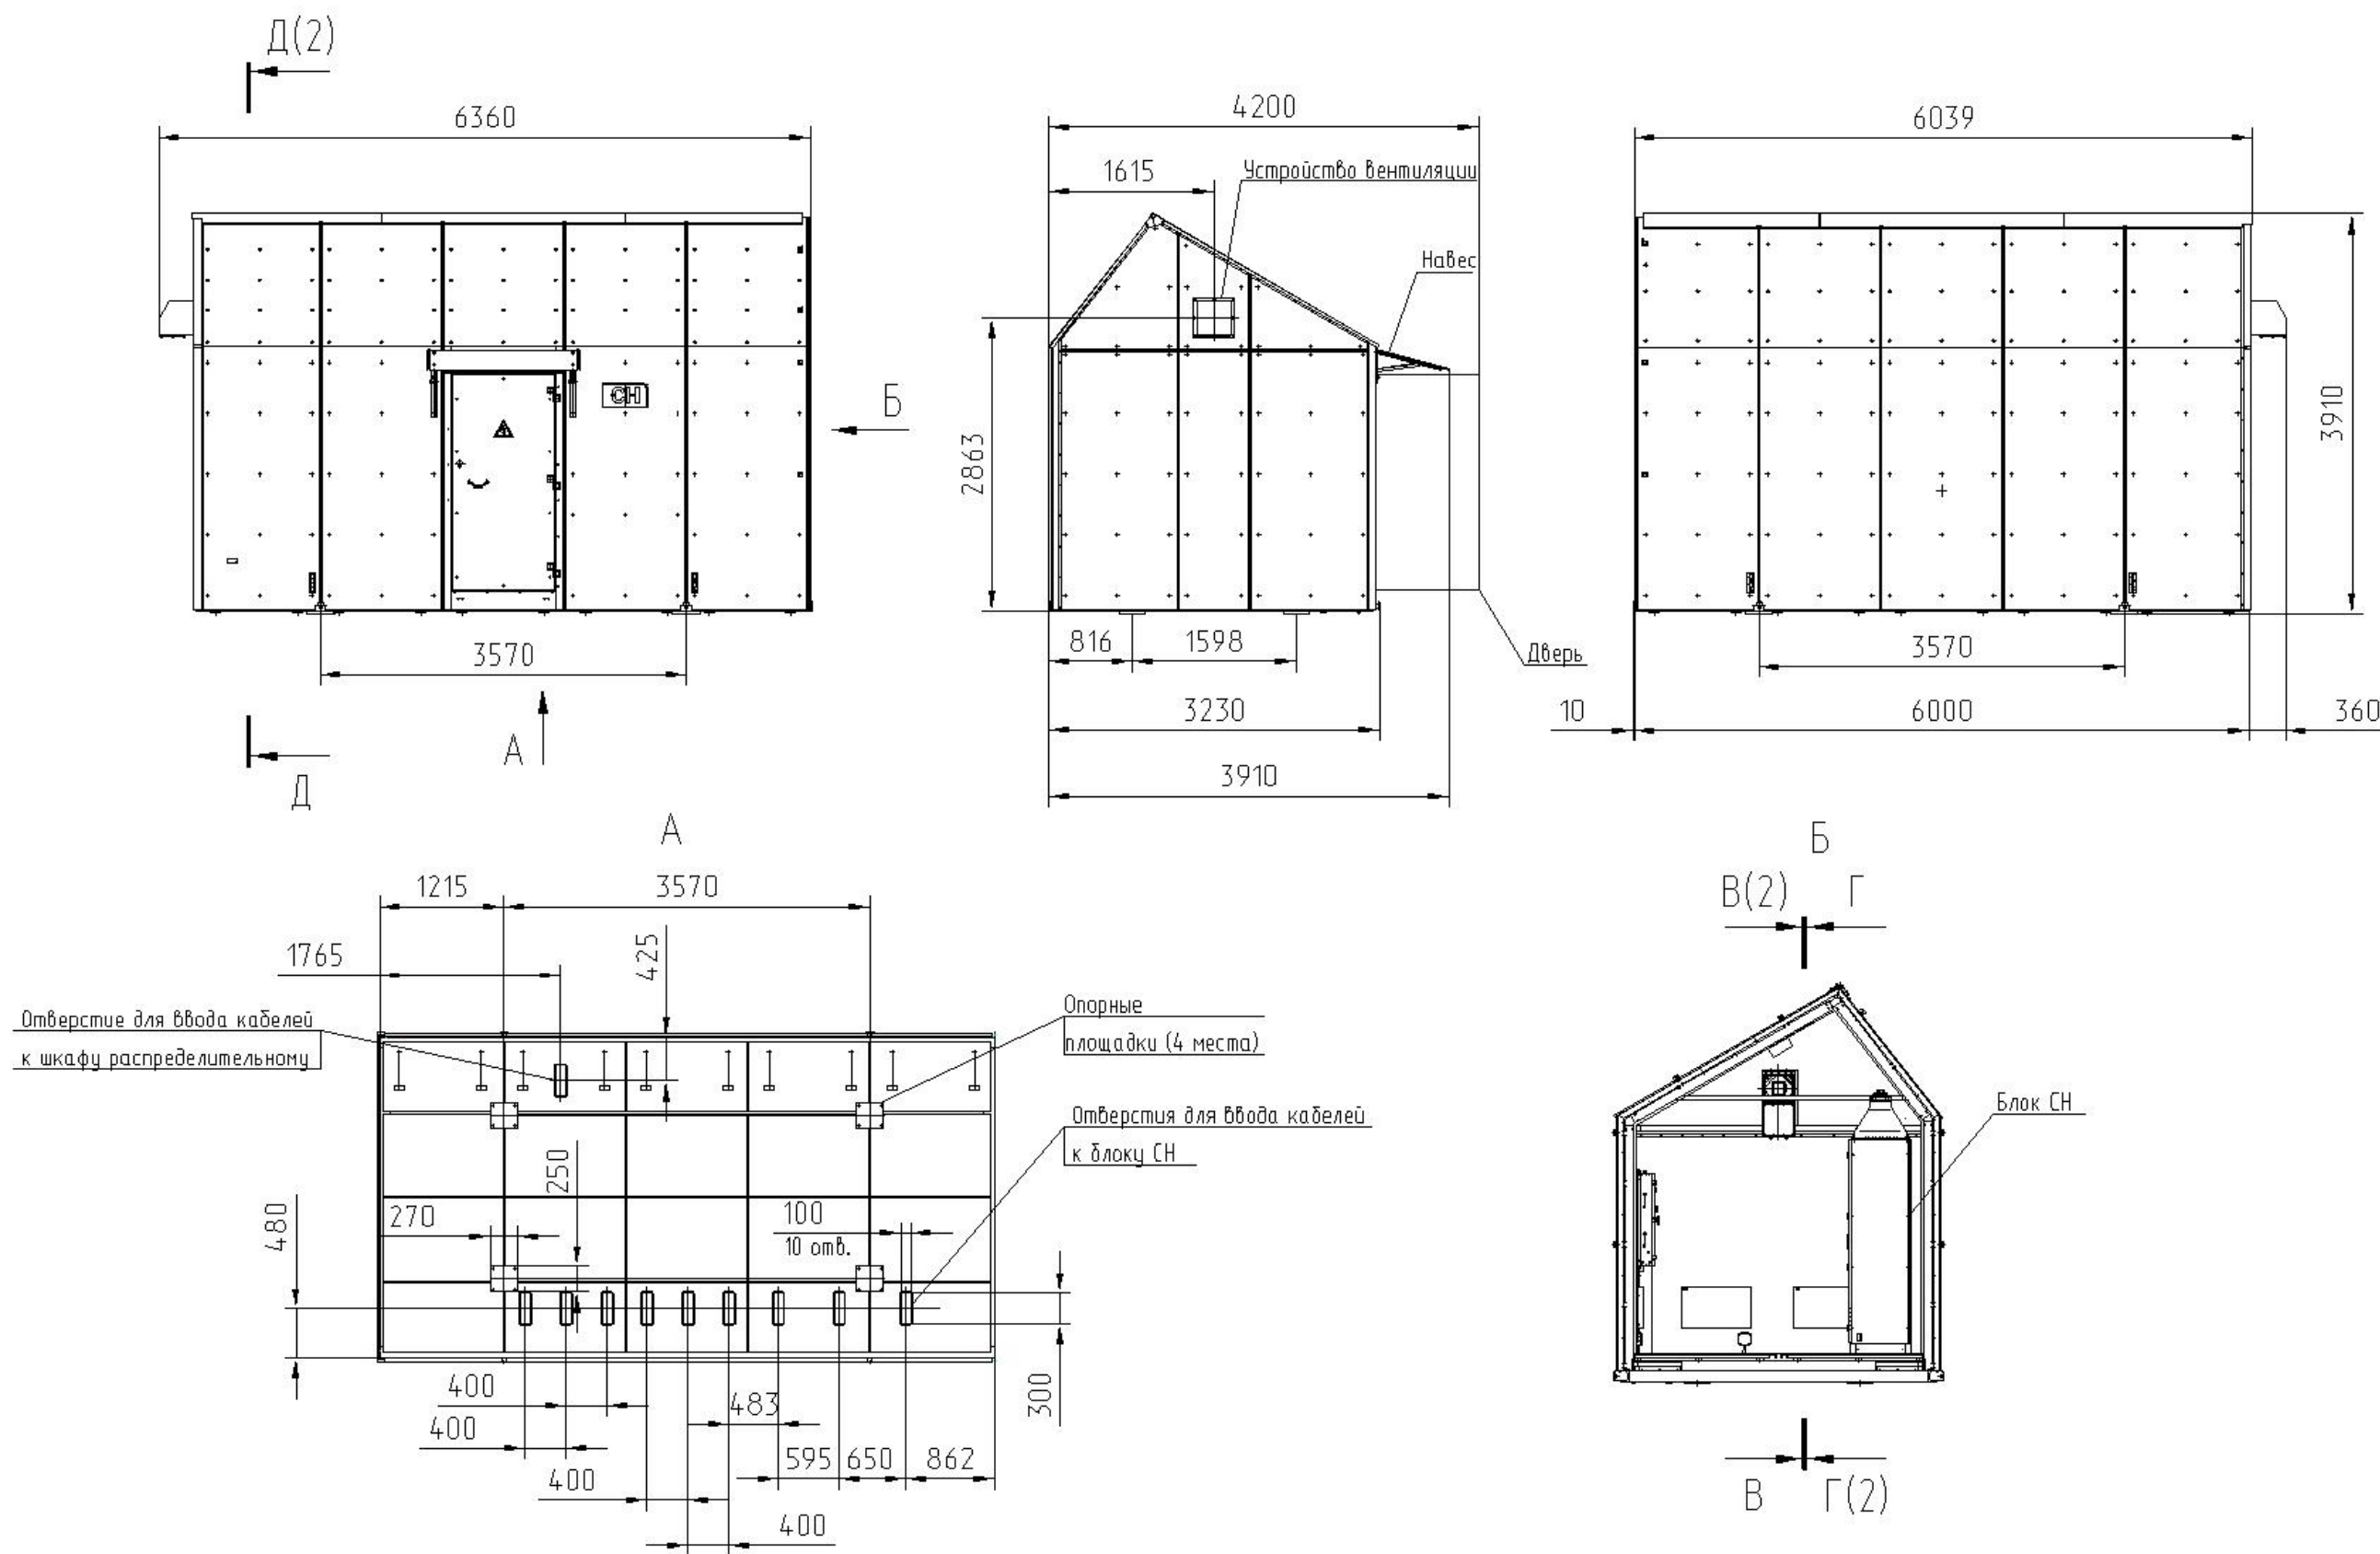 Д(2)
6360
СН
Б
3570
А
Д
4200
1615
Устройство вентиляции
Навес
2863
816
1598
Дверь
3230
3910
6039
3910
3570
10
6000
360
А
1215
3570
1765
425
Отверстие для ввода кабелей
к шкафу распределительному
Опорные
площадки (4 места)
Отверстия для ввода кабелей
к блоку СН
250
270
480
100
10 отв.
300
400
483
400
595
650
862
400
400
Б
В(2)
Г
Блок СН
В
Г(2)